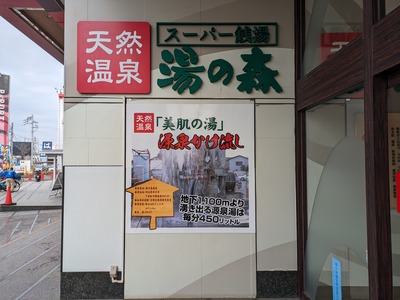 天然
温泉
スーパー銭湯
湯の森
天然
温泉
「美肌の湯」
源泉かけ流し
地下1,100mより
湧き出る源泉湯は
毎分450リットル